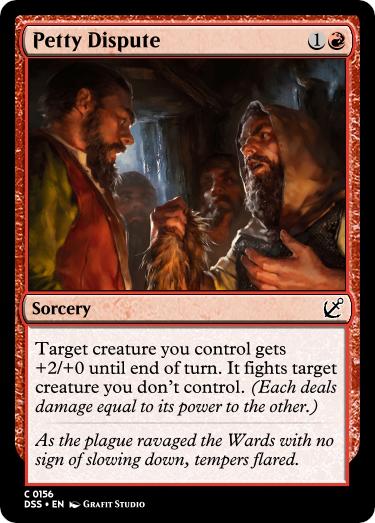 Petty Dispute 1
Sorcery
Target creature you control gets
+2/+0 until end of turn. It fights target
creature you don't control. (Each deals
damage equal to its power to the other.)
As the plague ravaged the Wards with no
sign of slowing down, tempers flared.
C 0156
DSS • EN Grafit Studio